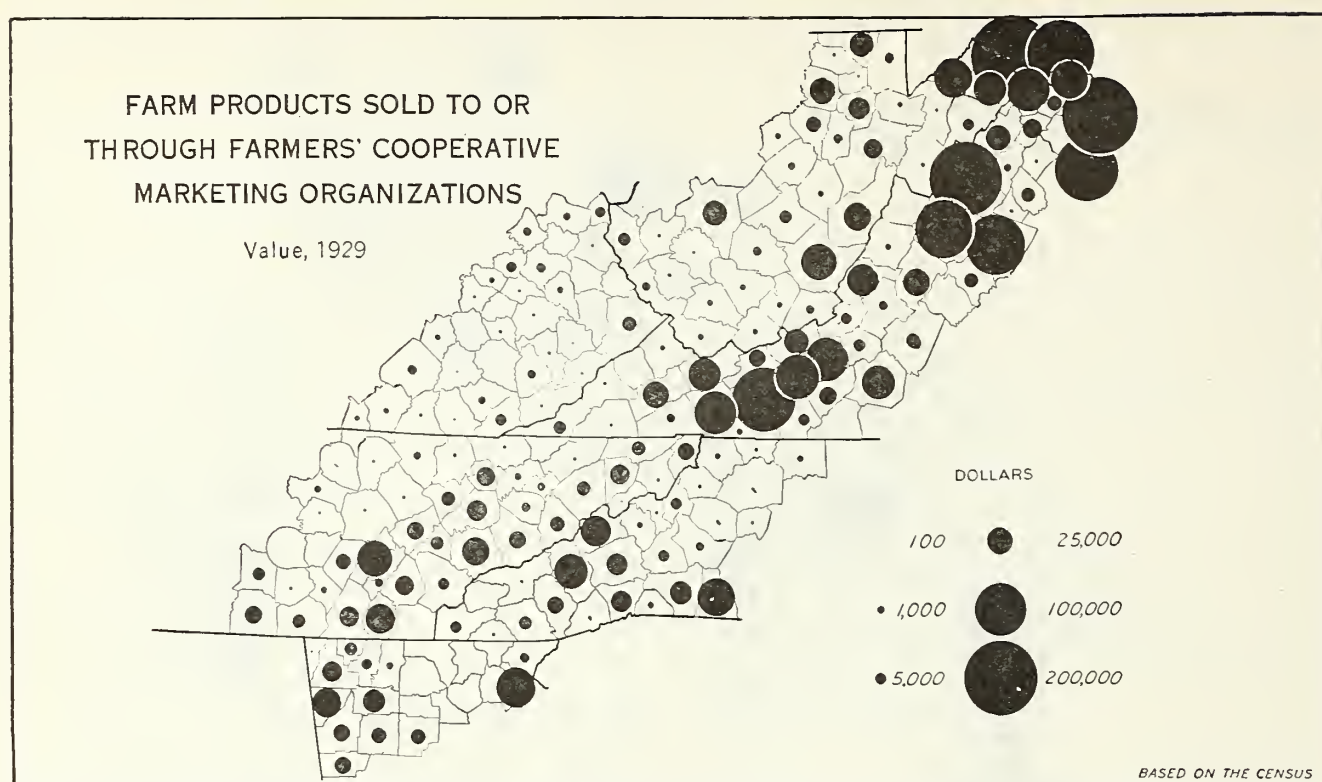 FARM PRODUCTS SOLD TO OR
THROUGH FARMERS' COOPERATIVE
MARKETING ORGANIZATIONS
Value, 1929
DOLLARS
100 25,000
1,000 100,000
5,000 200,000
BASED ON THE CENSUS